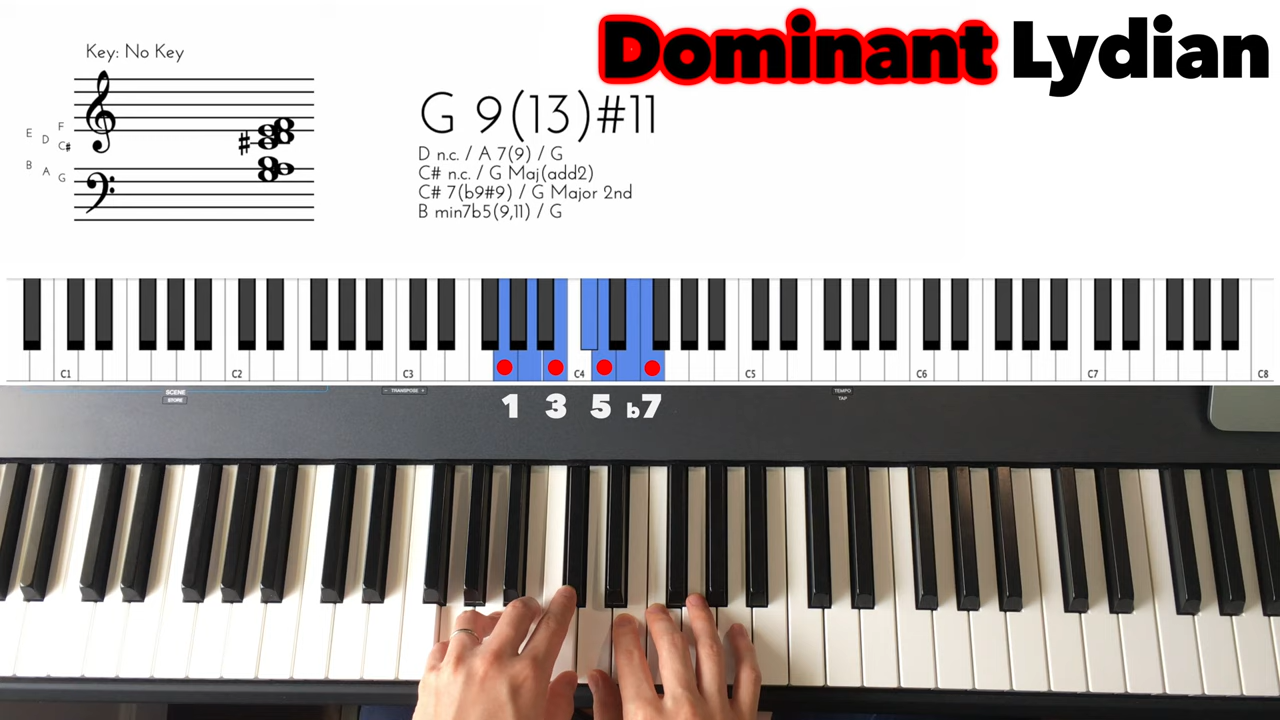 Dominant Lydian
Key: No Key
G 9(13)#11
D n.c. / A 7(9) / G
C# n.c. / G Maj(add2)
C# 7(b9#9) / G Major 2nd
B min7b5(9,11) / G
F
E
D
C#
B
A
G
C1 C2 C3 C4 C5 C6 C7 C8
SCENE
STORE
- TRANSPOSE +
TEMPO
TAP
1 3 5 b7